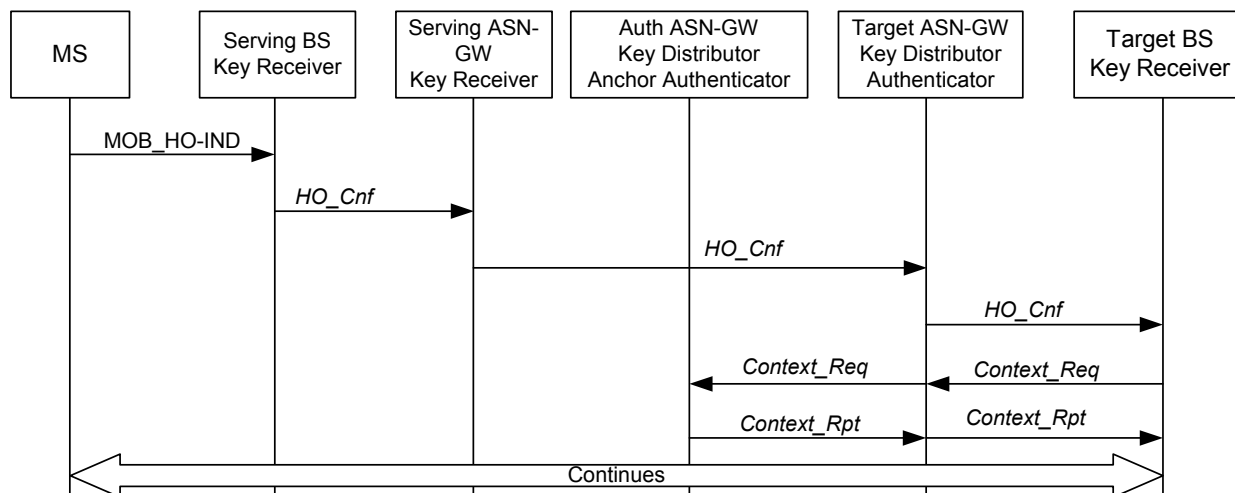 MS
Serving BS
Key Receiver
Serving ASN-
GW
Key Receiver
Auth ASN-GW
Key Distributor
Anchor Authenticator
Target ASN-GW
Key Distributor
Authenticator
Target BS
Key Receiver
MOB_HO-IND
HO_Cnf
HO_Cnf
HO_Cnf
Context_Req
Context_Req
Context_Rpt
Context_Rpt
Continues